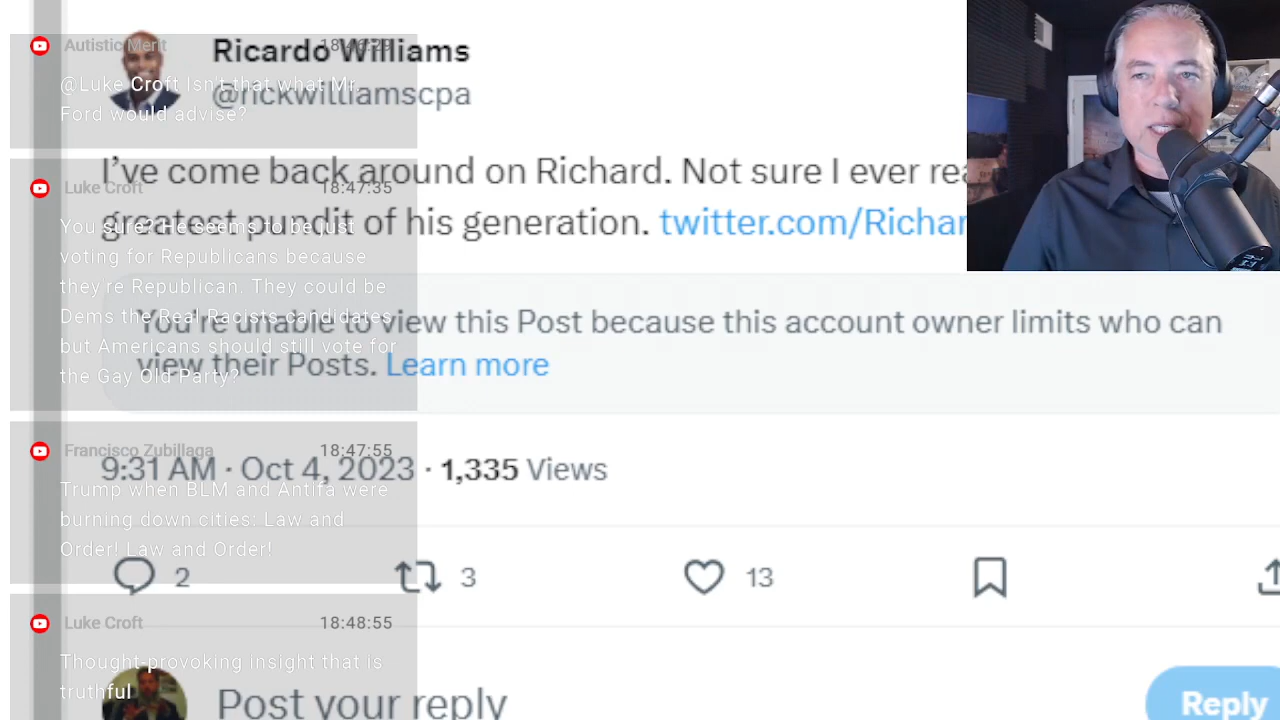 Ricardo Williams
@rickwilliamscpa
I've come back around on Richard. Not sure I ever rea
greatest pundit of his generation. twitter.com/Richar
You're unable to view this Post because this account owner limits who can
view their Posts. Learn more
9:31 AM · Oct 4, 2023 · 1,335 Views
2 3 13
Post your reply
Reply
Autistic Merit 18:46:29
@Luke Croft Isn't that what Mr.
Ford would advise?
Luke Croft 18:47:35
You sure? He seems to be just
voting for Republicans because
they're Republican. They could be
Dems the Real Racists candidates
but Americans should still vote for
the Gay Old Party?
Francisco Zubillaga 18:47:55
Trump when BLM and Antifa were
burning down cities: Law and
Order! Law and Order!
Luke Croft 18:48:55
Thought-provoking insight that is
truthful